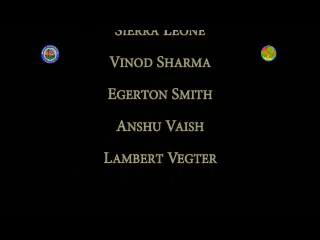 Sierra Leone
Vinod Sharma
Egerton Smith
Anshu Vaish
Lambert Vegter